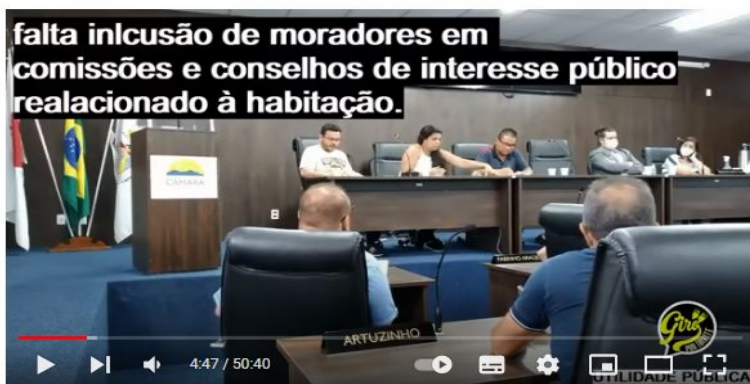 falta inlcusão de moradores em
comissões e conselhos de interesse público
realacionado à habitação.
CÂMARA
ARTUZINHO
Giro
4:47 / 50:40
UTILIDADE PÚBLICA